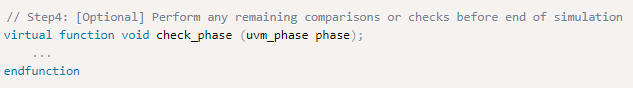 // Step4: [Optional] Perform any remaining comparisons or checks before end of simulation
virtual function void check_phase (uvm_phase phase);
...
endfunction